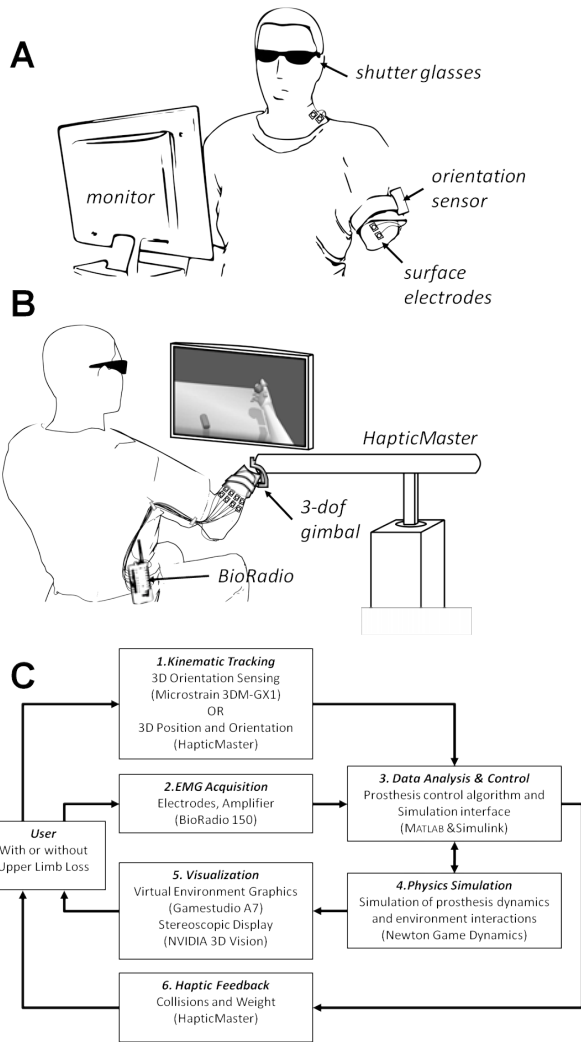 A
shutter glasses
monitor
orientation
sensor
surface
electrodes
B
HapticMaster
3-dof
gimbal
BioRadio
C
1.Kinematic Tracking
3D Orientation Sensing
(Microstrain 3DM-GX1)
OR
3D Position and Orientation
(HapticMaster)
2.EMG Acquisition
Electrodes, Amplifier
(BioRadio 150)
3. Data Analysis & Control
Prosthesis control algorithm and
Simulation interface
(MATLAB &Simulink)
User
With or without
Upper Limb Loss
5. Visualization
Virtual Environment Graphics
(Gamestudio A7)
Stereoscopic Display
(NVIDIA 3D Vision)
4.Physics Simulation
Simulation of prosthesis dynamics
and environment interactions
(Newton Game Dynamics)
6. Haptic Feedback
Collisions and Weight
(HapticMaster)